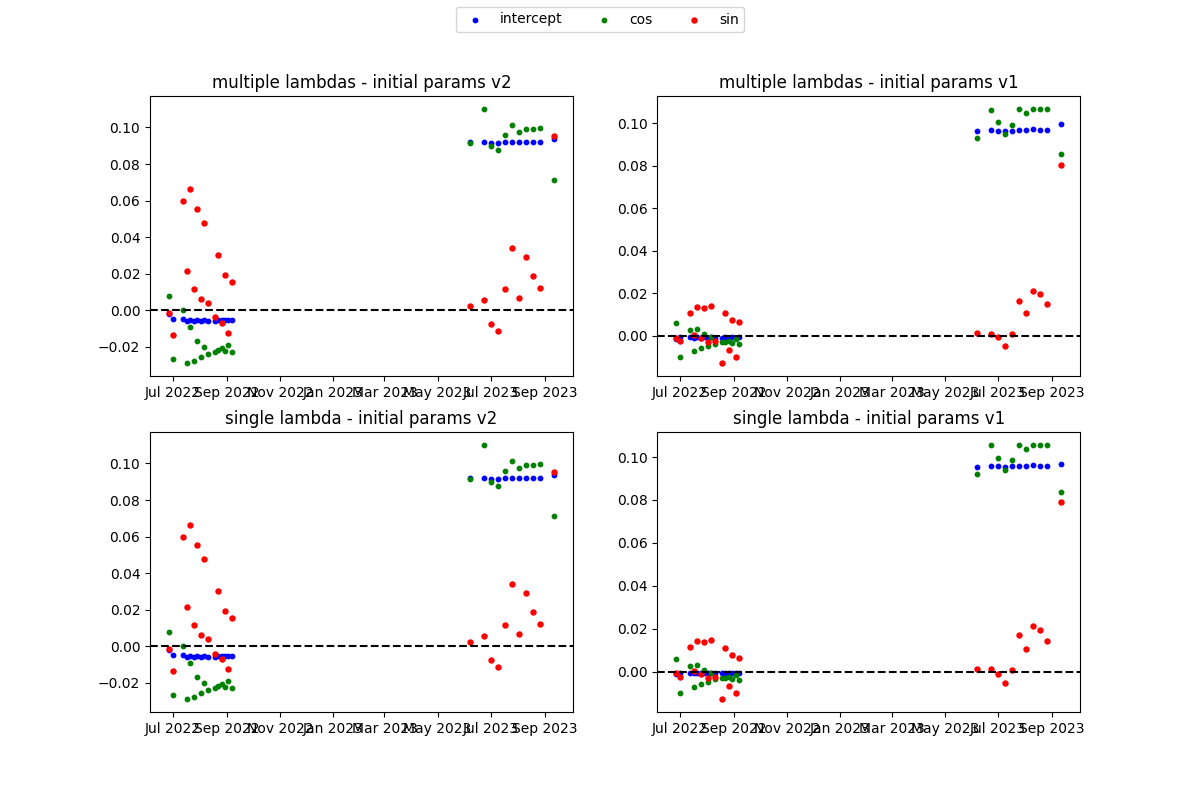 intercept cos sin
multiple lambdas - initial params v2
0.10
0.08
0.06
0.04
0.02
0.00
−0.02
Jul 2022 Sep 2022 Nov 2022 Jan 2023 Mar 2023 May 2023 Jul 2023 Sep 2023
multiple lambdas - initial params v1
0.10
0.08
0.06
0.04
0.02
0.00
Jul 2022 Sep 2022 Nov 2022 Jan 2023 Mar 2023 May 2023 Jul 2023 Sep 2023
single lambda - initial params v2
0.10
0.08
0.06
0.04
0.02
0.00
−0.02
Jul 2022 Sep 2022 Nov 2022 Jan 2023 Mar 2023 May 2023 Jul 2023 Sep 2023
single lambda - initial params v1
0.10
0.08
0.06
0.04
0.02
0.00
Jul 2022 Sep 2022 Nov 2022 Jan 2023 Mar 2023 May 2023 Jul 2023 Sep 2023